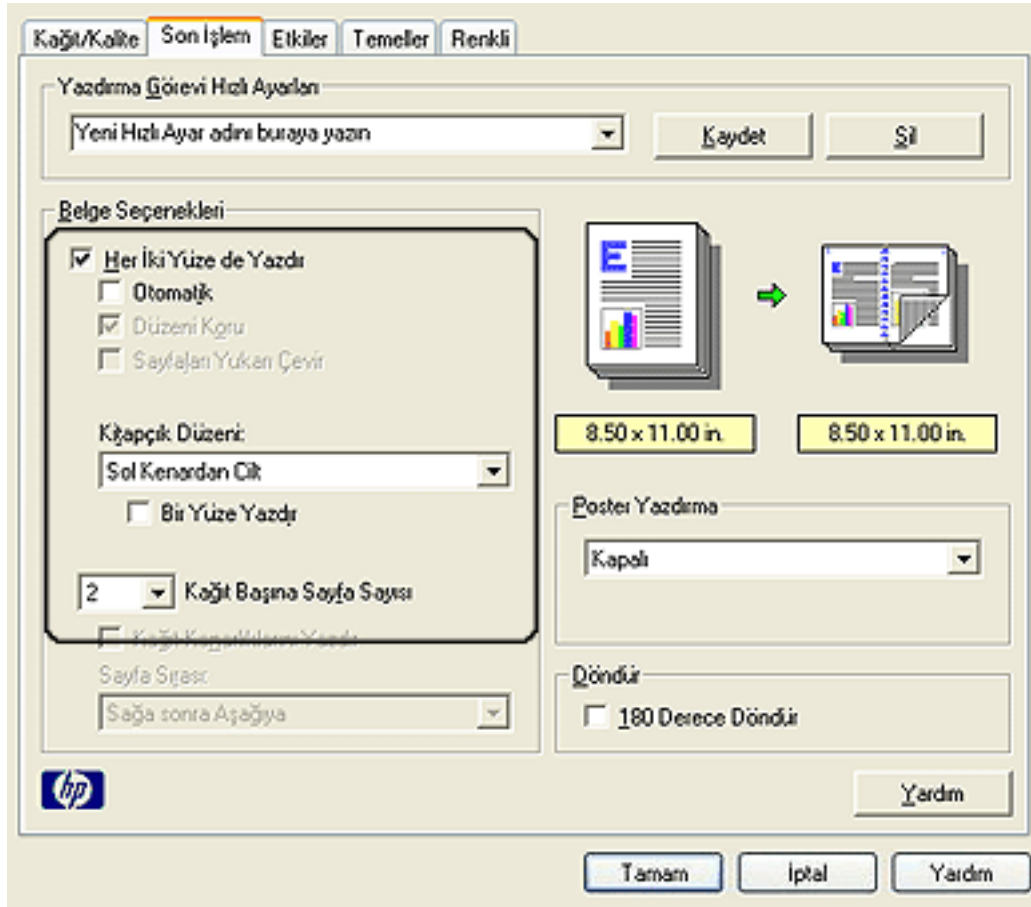 Kağıt/Kalite Son İşlem Etkiler Temeller Renkli
Yazdırma Görevi Hızlı Ayarları
Yeni Hızlı Ayar adını buraya yazın
Kaydet
Sil
Belge Seçenekleri
Her İki Yüze de Yazdır
Otomatik
Düzeni Koru
Sayfaları Yukarı Çevir
Kitapçık Düzeni:
Sol Kenardan Cilt
Bir Yüze Yazdır
2 Kağıt Başına Sayfa Sayısı
Kağıt Kenarlıklarını Yazdır
Sayfa Sırası:
Sağa sonra Aşağıya
E
E
8.50 x 11.00 in.
8.50 x 11.00 in.
Poster Yazdırma
Kapalı
Döndür
180 Derece Döndür
hp
Yardım
Tamam
İptal
Yardım